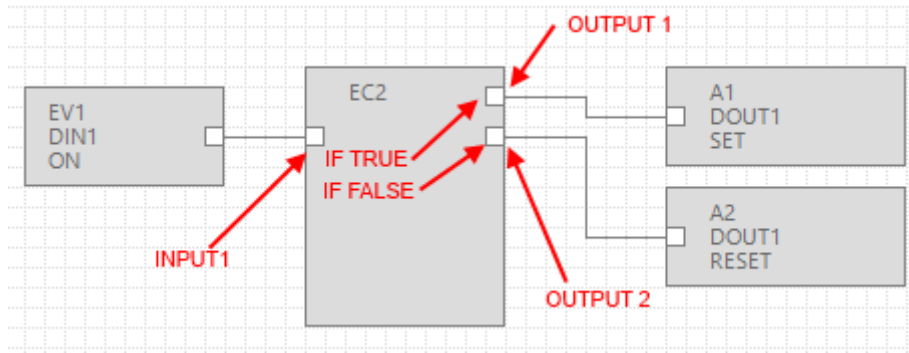 OUTPUT 1
EV1
DIN1
ON
EC2
IF TRUE
IF FALSE
INPUT1
OUTPUT 2
A1
DOUT1
SET
A2
DOUT1
RESET